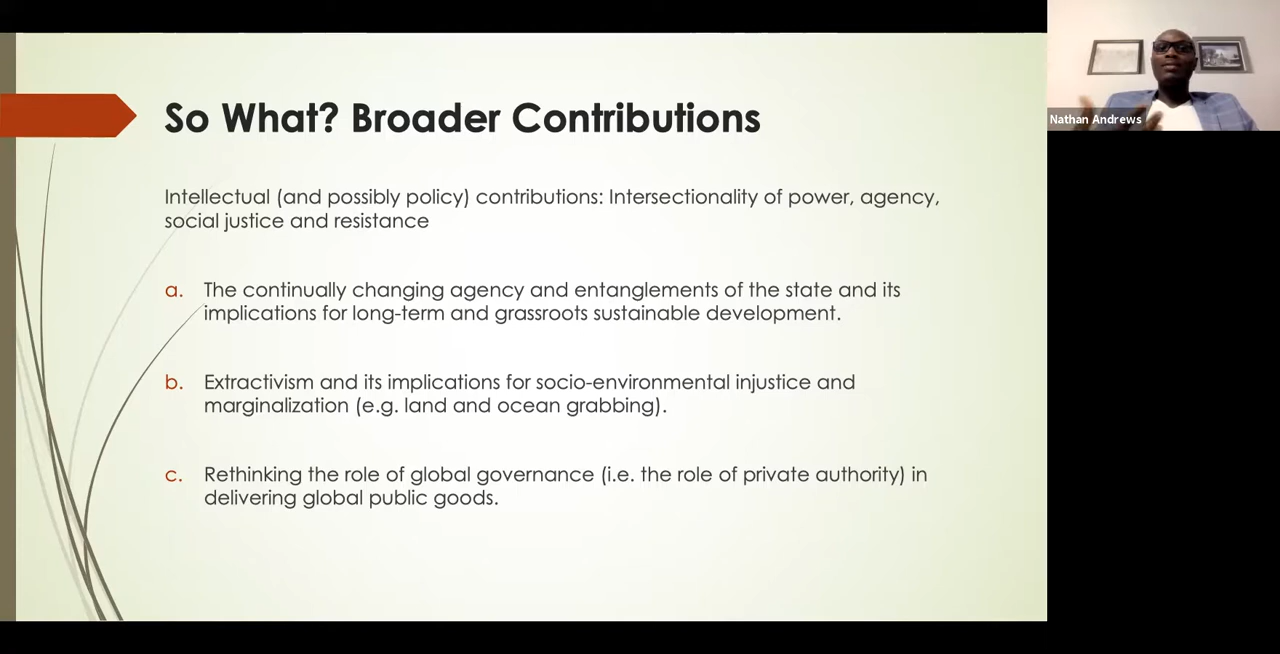 So What? Broader Contributions
Intellectual (and possibly policy) contributions: Intersectionality of power, agency,
social justice and resistance
a. The continually changing agency and entanglements of the state and its
implications for long-term and grassroots sustainable development.
b. Extractivism and its implications for socio-environmental injustice and
marginalization (e.g. land and ocean grabbing).
c. Rethinking the role of global governance (i.e. the role of private authority) in
delivering global public goods.
Nathan Andrews